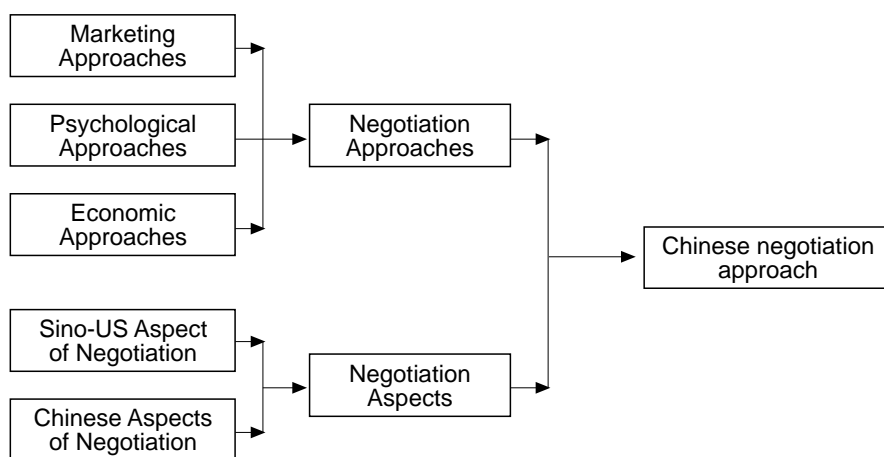 Marketing
Approaches
Psychological
Approaches
Negotiation
Approaches
Economic
Approaches
Chinese negotiation
approach
Sino-US Aspect
of Negotiation
Negotiation
Aspects
Chinese Aspects
of Negotiation